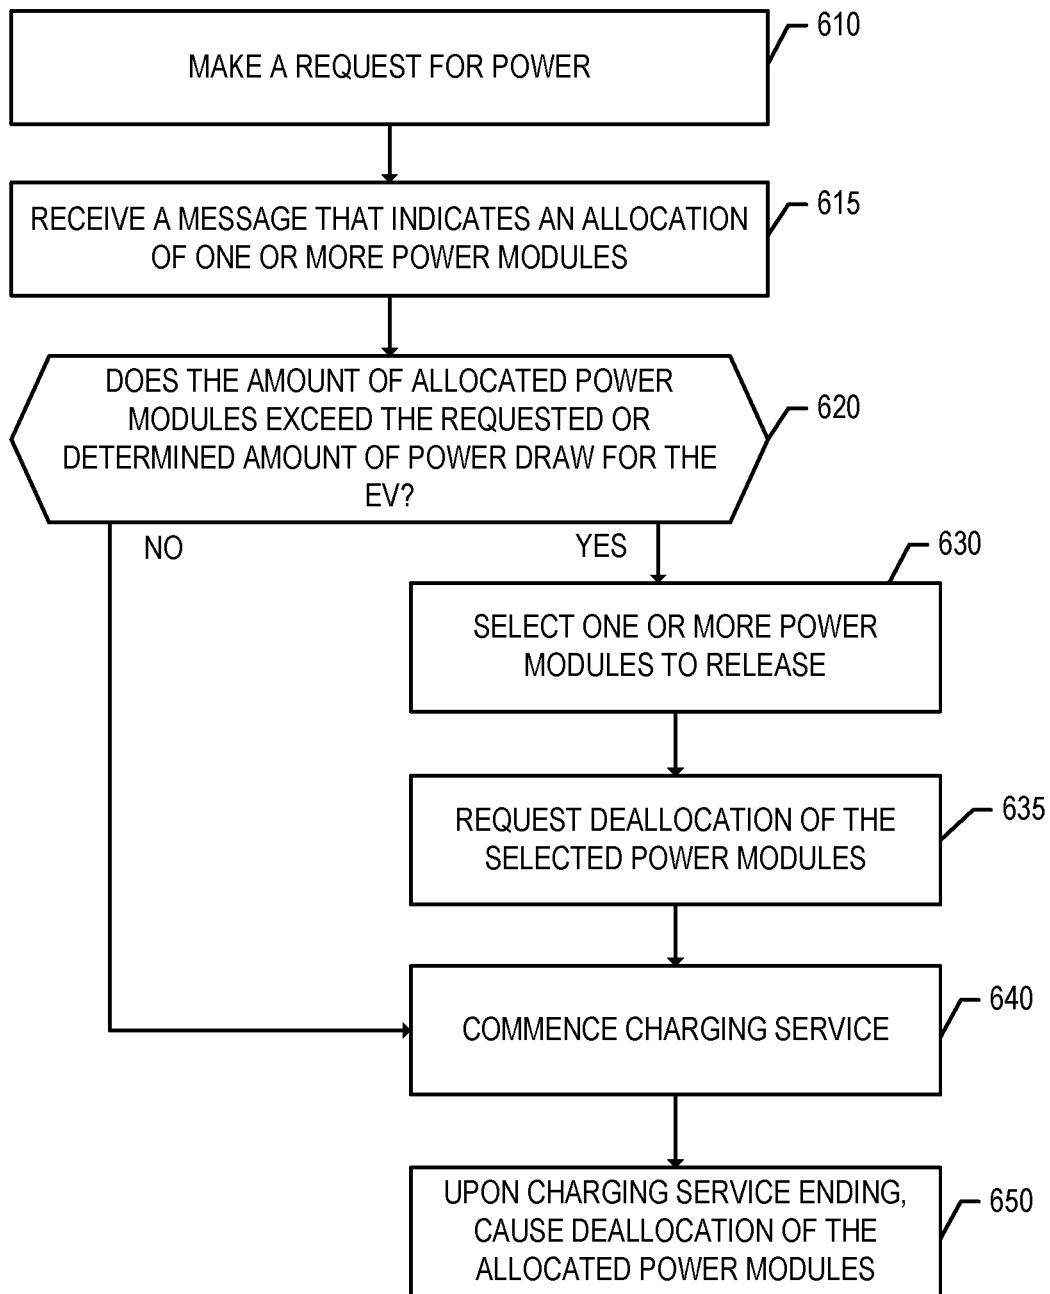 610
MAKE A REQUEST FOR POWER
615
RECEIVE A MESSAGE THAT INDICATES AN ALLOCATION
OF ONE OR MORE POWER MODULES
DOES THE AMOUNT OF ALLOCATED POWER
MODULES EXCEED THE REQUESTED OR
DETERMINED AMOUNT OF POWER DRAW FOR THE
EV?
620
NO
YES
630
SELECT ONE OR MORE POWER
MODULES TO RELEASE
635
REQUEST DEALLOCATION OF THE
SELECTED POWER MODULES
640
COMMENCE CHARGING SERVICE
650
UPON CHARGING SERVICE ENDING,
CAUSE DEALLOCATION OF THE
ALLOCATED POWER MODULES